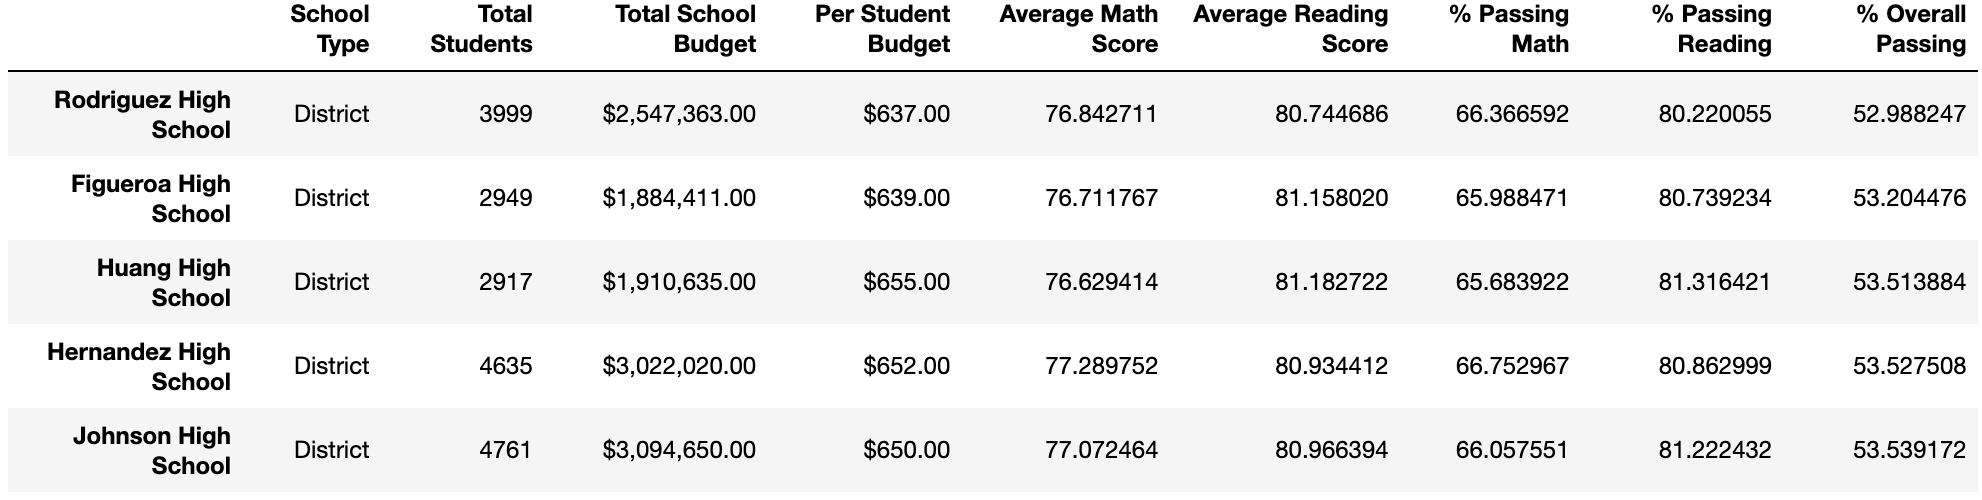 School Type Total Students Total School Budget Per Student Budget Average Math Score Average Reading Score % Passing Math % Passing Reading % Overall Passing
Rodriguez High School District 3999 $2,547,363.00 $637.00 76.842711 80.744686 66.366592 80.220055 52.988247
Figueroa High School District 2949 $1,884,411.00 $639.00 76.711767 81.158020 65.988471 80.739234 53.204476
Huang High School District 2917 $1,910,635.00 $655.00 76.629414 81.182722 65.683922 81.316421 53.513884
Hernandez High School District 4635 $3,022,020.00 $652.00 77.289752 80.934412 66.752967 80.862999 53.527508
Johnson High School District 4761 $3,094,650.00 $650.00 77.072464 80.966394 66.057551 81.222432 53.539172